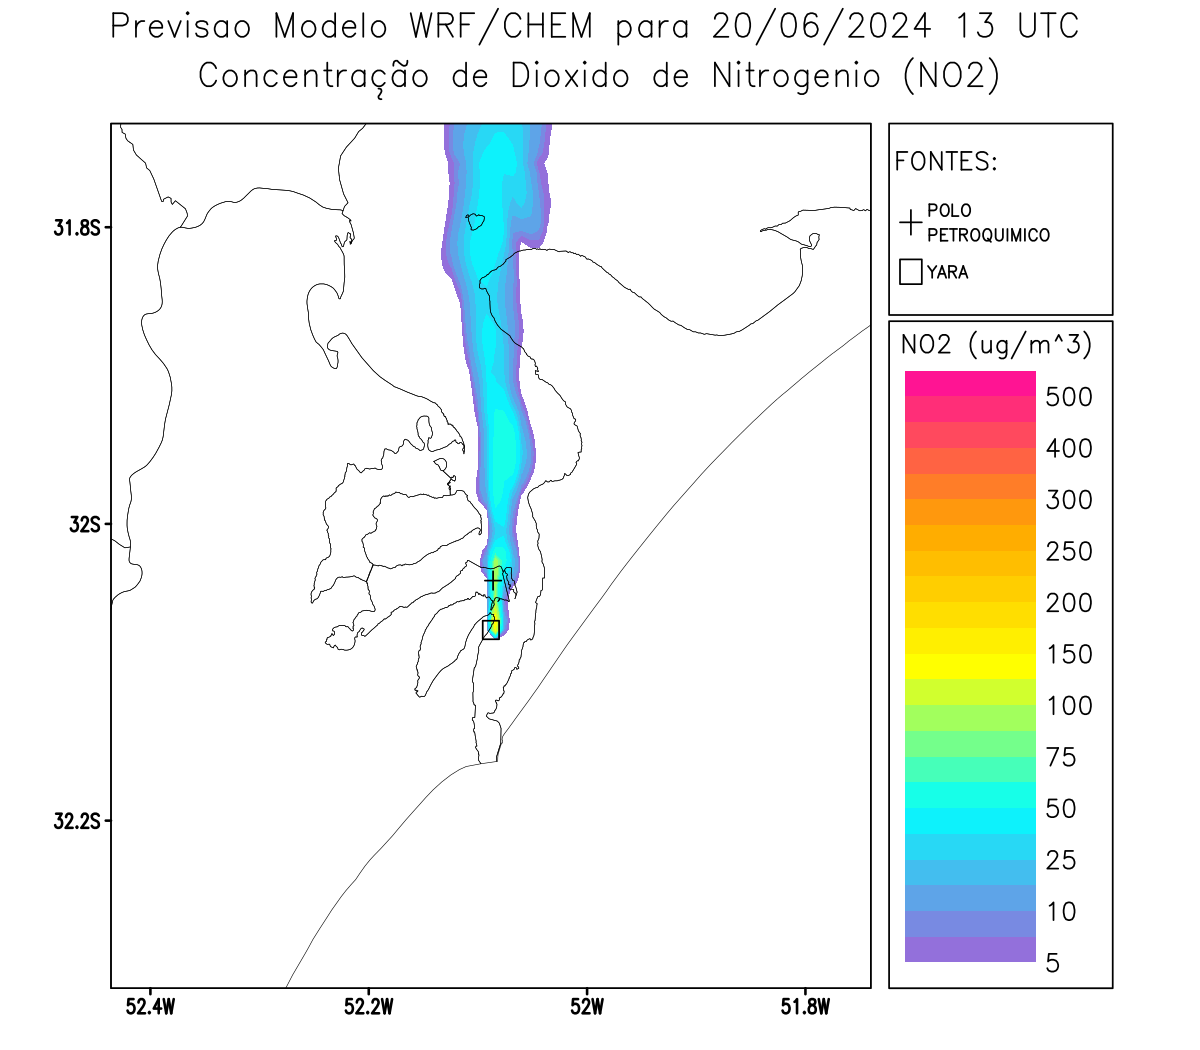 Previsao Modelo WRF/CHEM para 20/06/2024 13 UTC
Concentração de Dioxido de Nitrogenio (NO2)
FONTES:
POLO
PETROQUIMICO
YARA
31.8S
32S
32.2S
52.4W
52.2W
52W
51.8W
NO2 (ug/m^3)
500
400
300
250
200
150
100
75
50
25
10
5